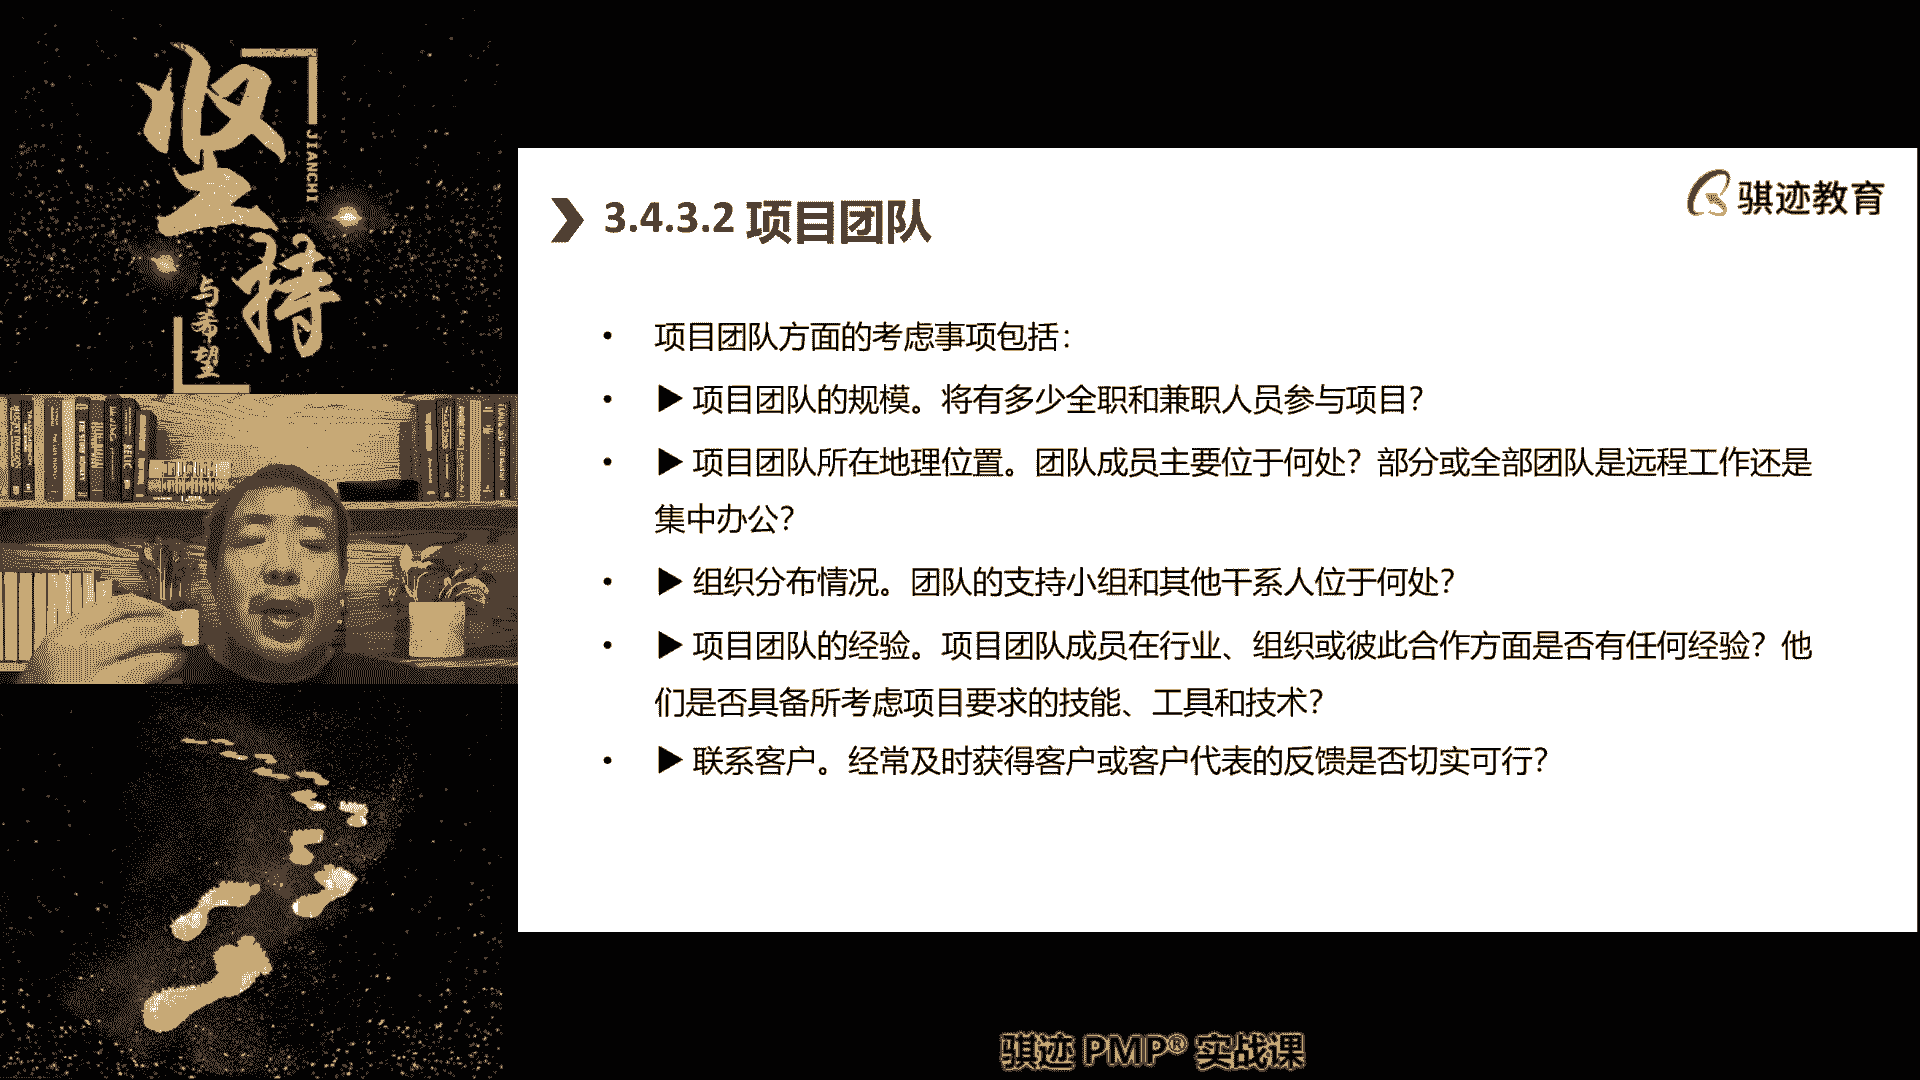 坚持
JIANCHI
与希望
骐迹教育
3.4.3.2 项目团队
• 项目团队方面的考虑事项包括：
• ▶ 项目团队的规模。将有多少全职和兼职人员参与项目？
• ▶ 项目团队所在地理位置。团队成员主要位于何处？部分或全部团队是远程工作还是
集中办公？
• ▶ 组织分布情况。团队的支持小组和其他干系人位于何处？
• ▶ 项目团队的经验。项目团队成员在行业、组织或彼此合作方面是否有任何经验？他
们是否具备所考虑项目要求的技能、工具和技术？
• ▶ 联系客户。经常及时获得客户或客户代表的反馈是否切实可行？
骐迹 PMP® 实战课